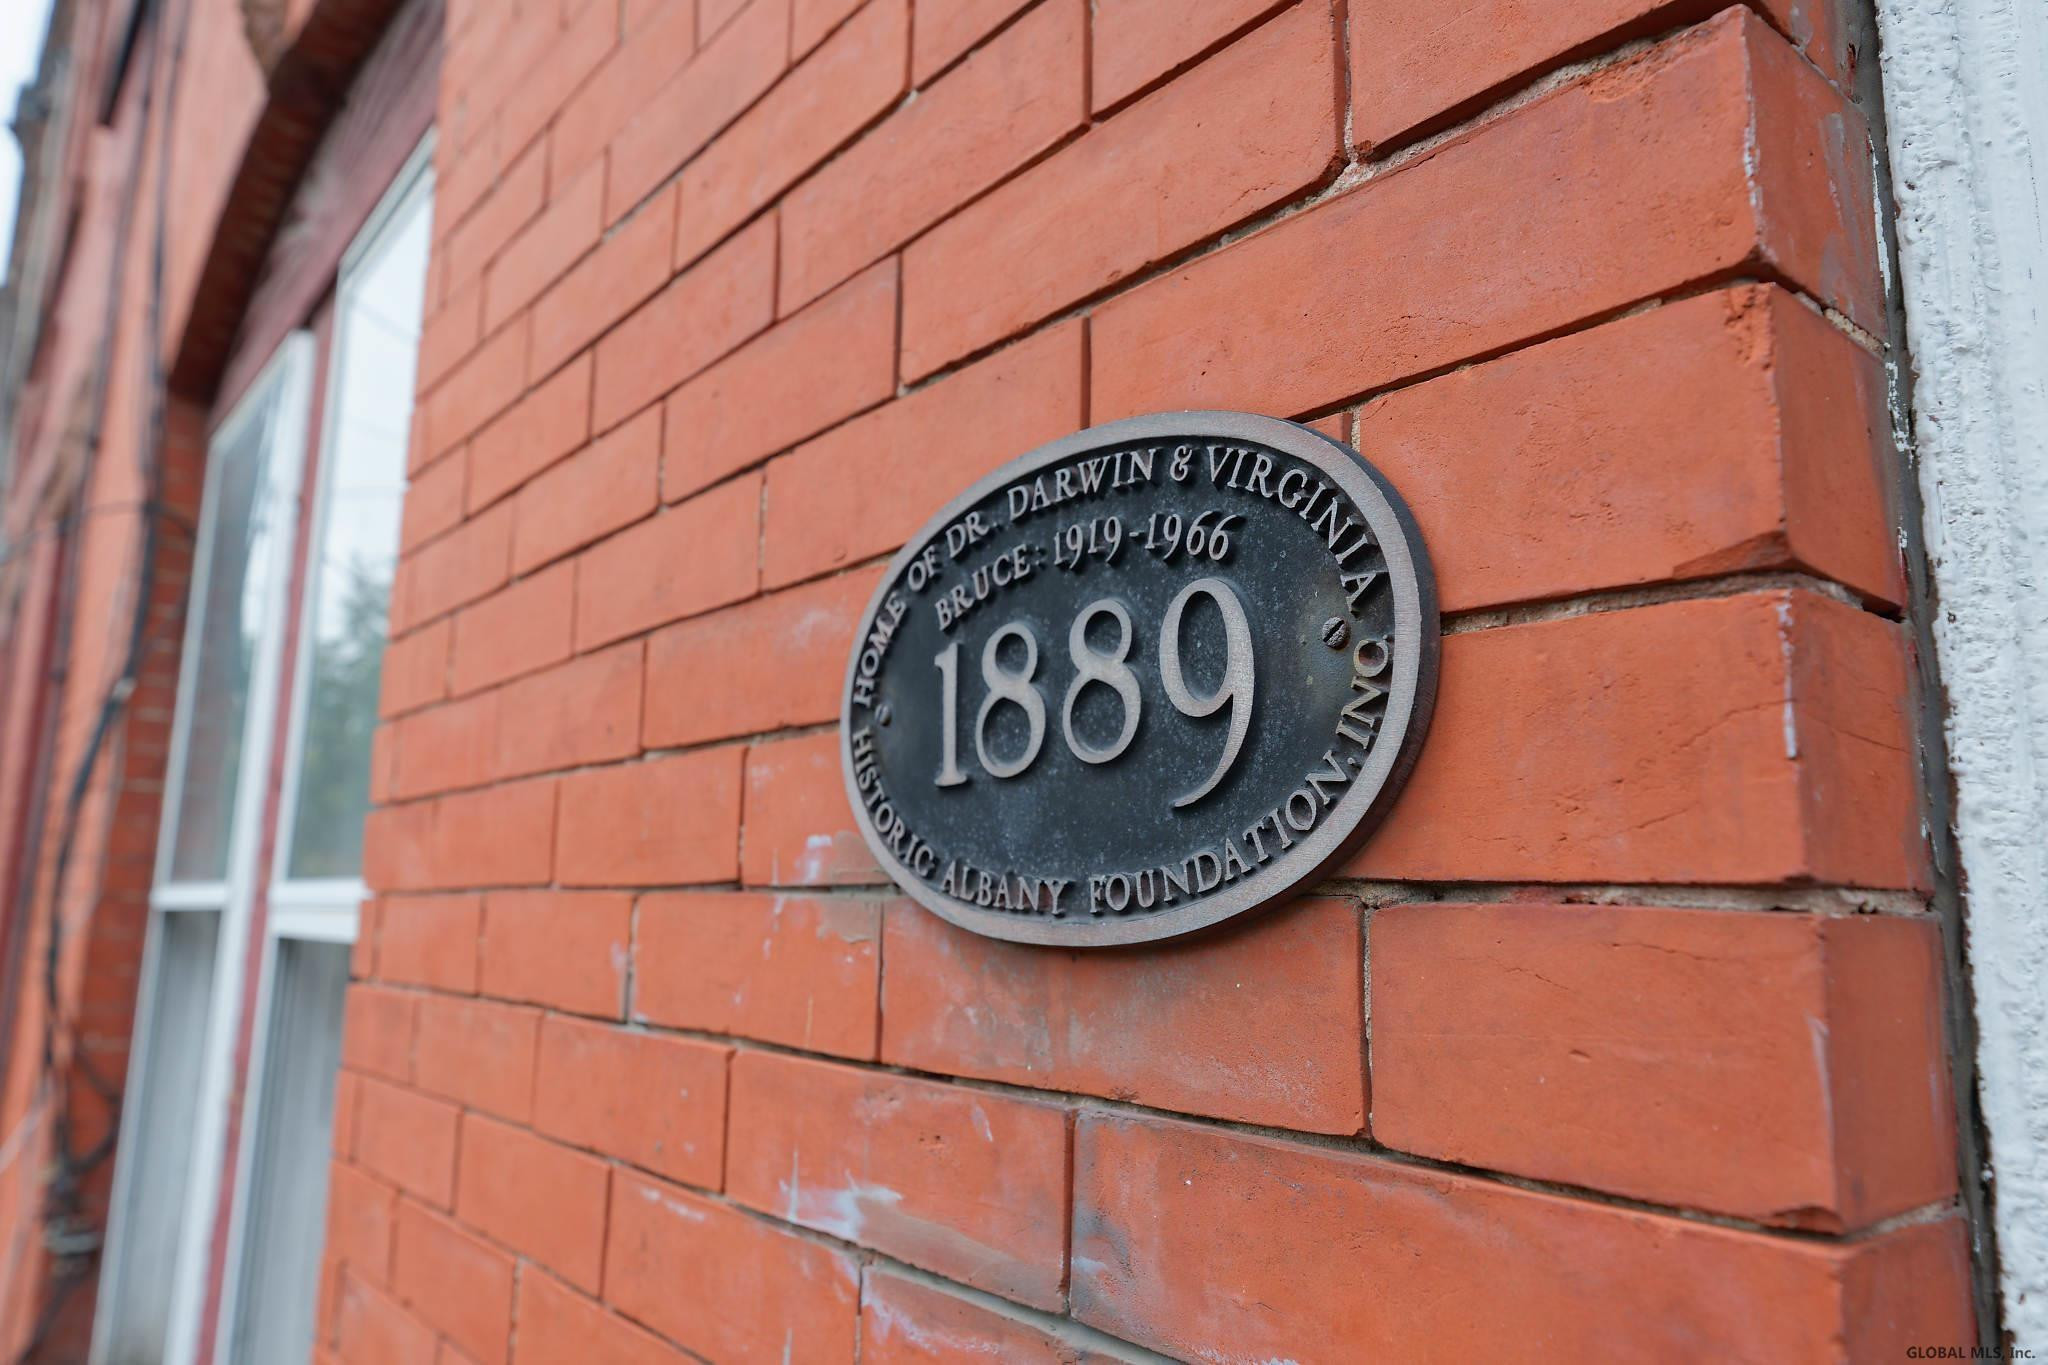 HOME OF DR. DARWIN & VIRGINIA
BRUCE: 1919-1966
1889
HISTORIC ALBANY FOUNDATION, INC.
GLOBAL MLS, Inc.